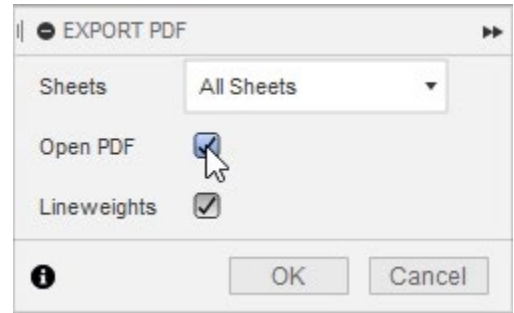 EXPORT PDF
Sheets All Sheets
Open PDF
Lineweights
OK Cancel